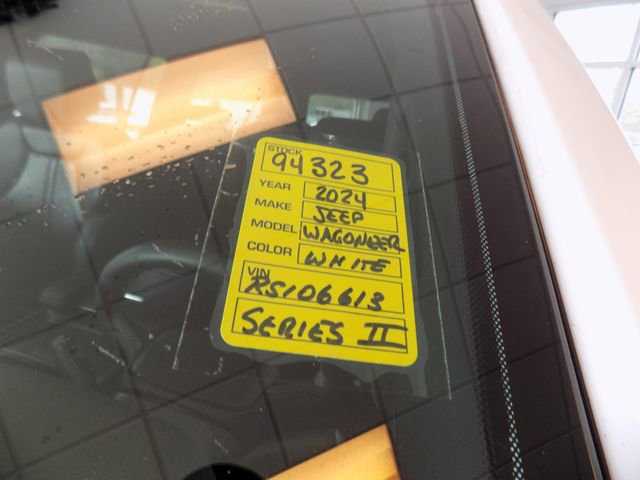 STOCK 94323
YEAR 2024
MAKE JEEP
MODEL WAGONEER
COLOR WHITE
VIN RS106613
SERIES II